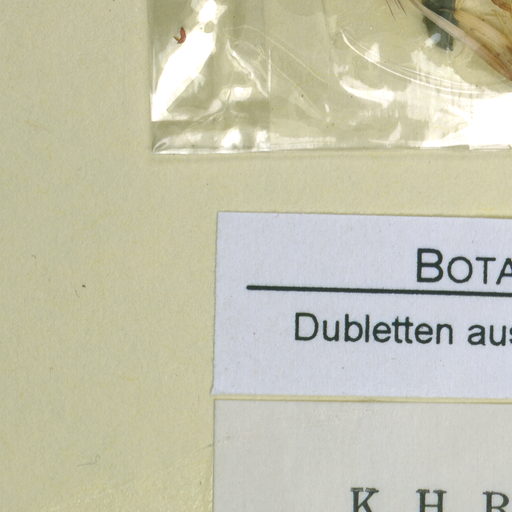 BOTA
Dubletten aus
K H R